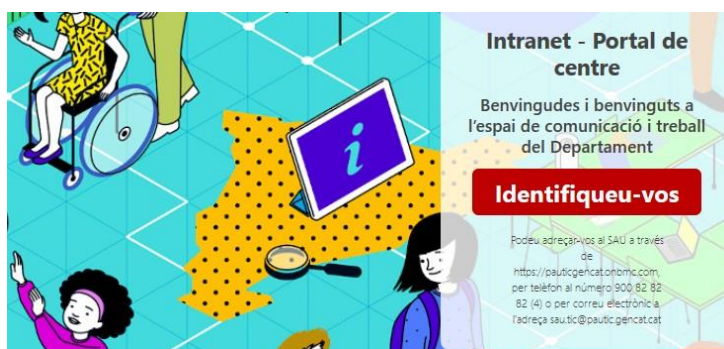 i
Intranet - Portal de
centre
Benvingudes i benvinguts a
l'espai de comunicació i treball
del Departament
Identifiqueu-vos
Podeu adreçar-vos al SAU a través
de
https://pauticgencat.onbmc.com,
per telèfon al número 900 82 82
82 (4) o per correu electrònic a
l'adreça sau.tic@pautic.gencat.cat